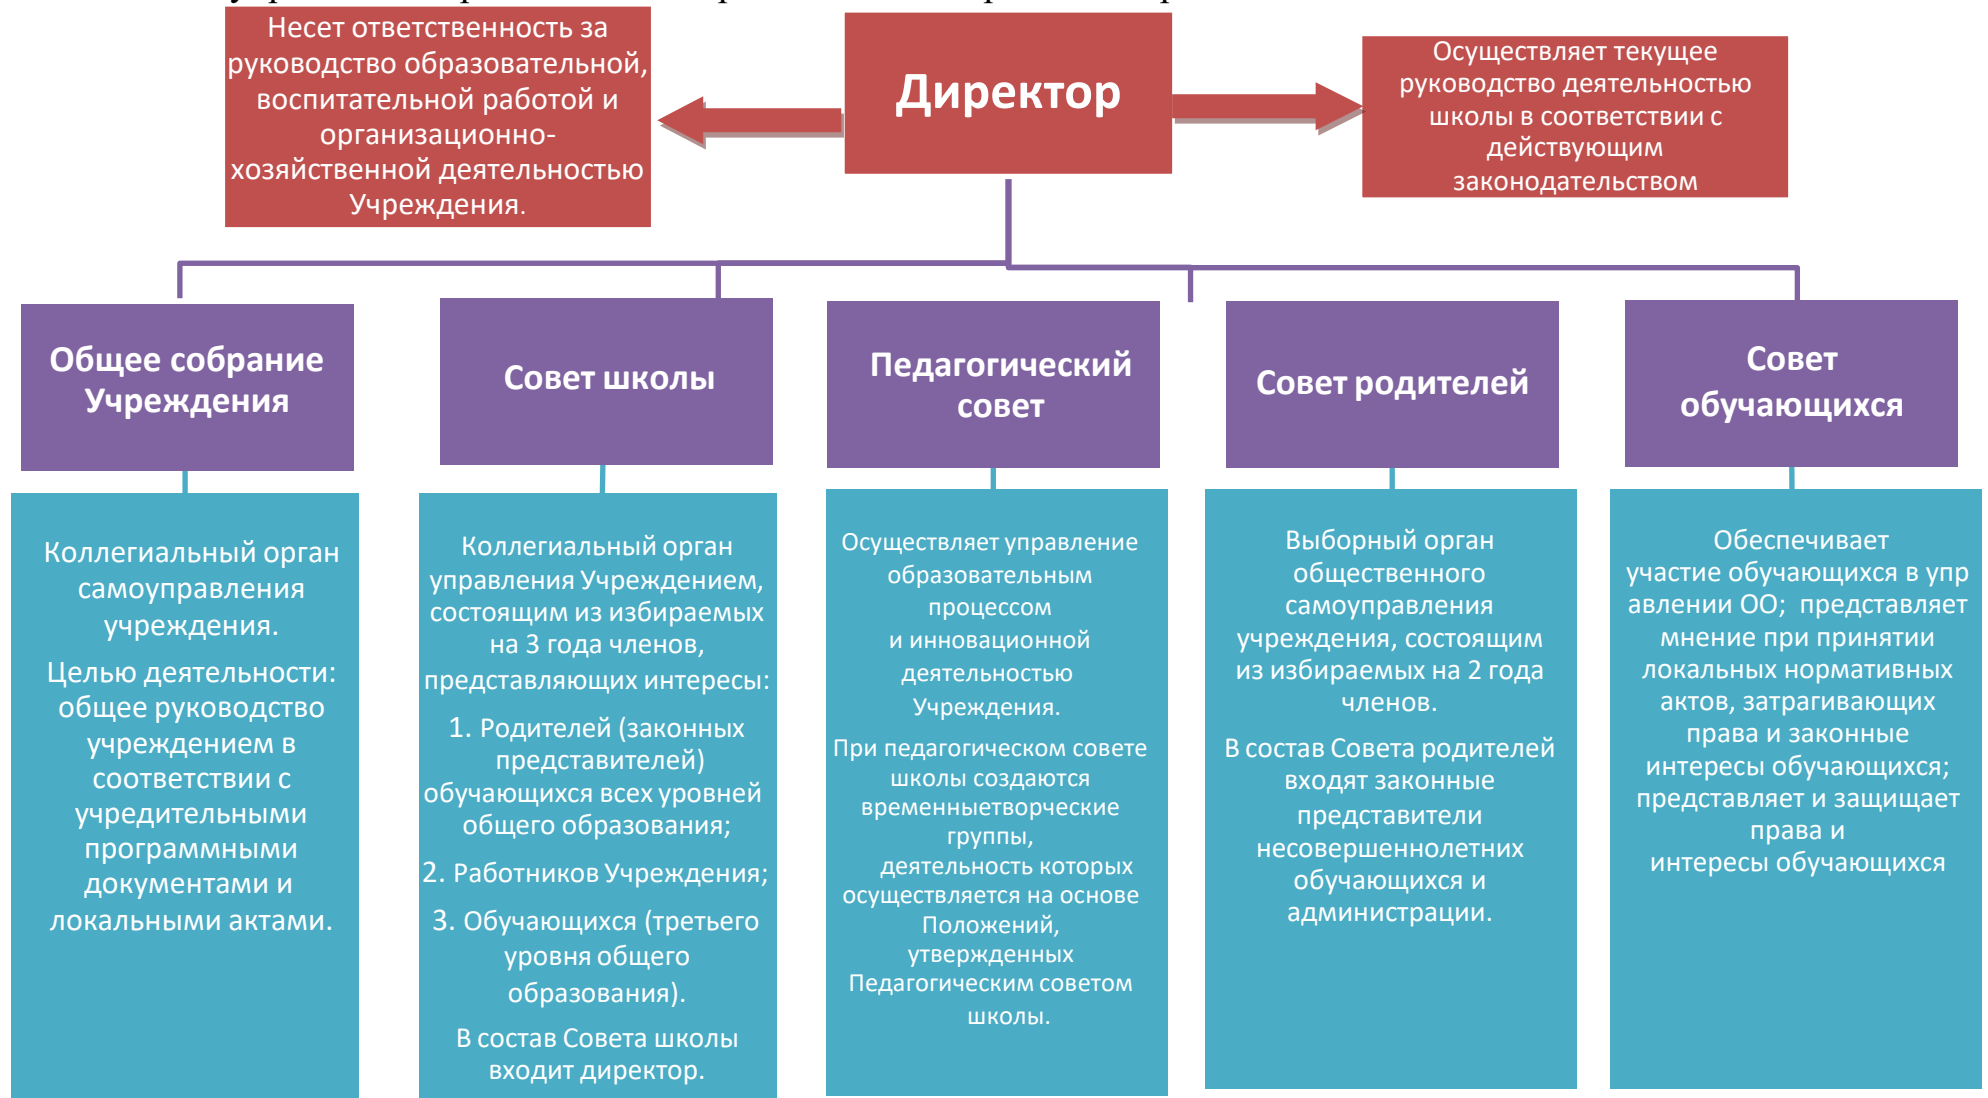 Несет ответственность за
руководство образовательной,
воспитательной работой и
организационно-
хозяйственной деятельностью
Учреждения.
Директор
Осуществляет текущее
руководство деятельностью
школы в соответствии с
действующим
законодательством
Общее собрание
Учреждения
Совет школы
Педагогический
совет
Совет родителей
Совет
обучающихся
Коллегиальный орган
самоуправления
учреждения.
Целью деятельности:
общее руководство
учреждением в
соответствии с
учредительными
программными
документами и
локальными актами.
Коллегиальный орган
управления Учреждением,
состоящим из избираемых
на 3 года членов,
представляющих интересы:
1. Родителей (законных
представителей)
обучающихся всех уровней
общего образования;
2. Работников Учреждения;
3. Обучающихся (третьего
уровня общего
образования).
В состав Совета школы
входит директор.
Осуществляет управление
образовательным
процессом
и инновационной
деятельностью
Учреждения.
При педагогическом совете
школы создаются
временныетворческие
группы,
деятельность которых
осуществляется на основе
Положений,
утвержденных
Педагогическим советом
школы.
Выборный орган
общественного
самоуправления
учреждения, состоящим
из избираемых на 2 года
членов.
В состав Совета родителей
входят законные
представители
несовершеннолетних
обучающихся и
администрации.
Обеспечивает
участие обучающихся в упр
авлении ОО; представляет
мнение при принятии
локальных нормативных
актов, затрагивающих
права и законные
интересы обучающихся;
представляет и защищает
права и
интересы обучающихся